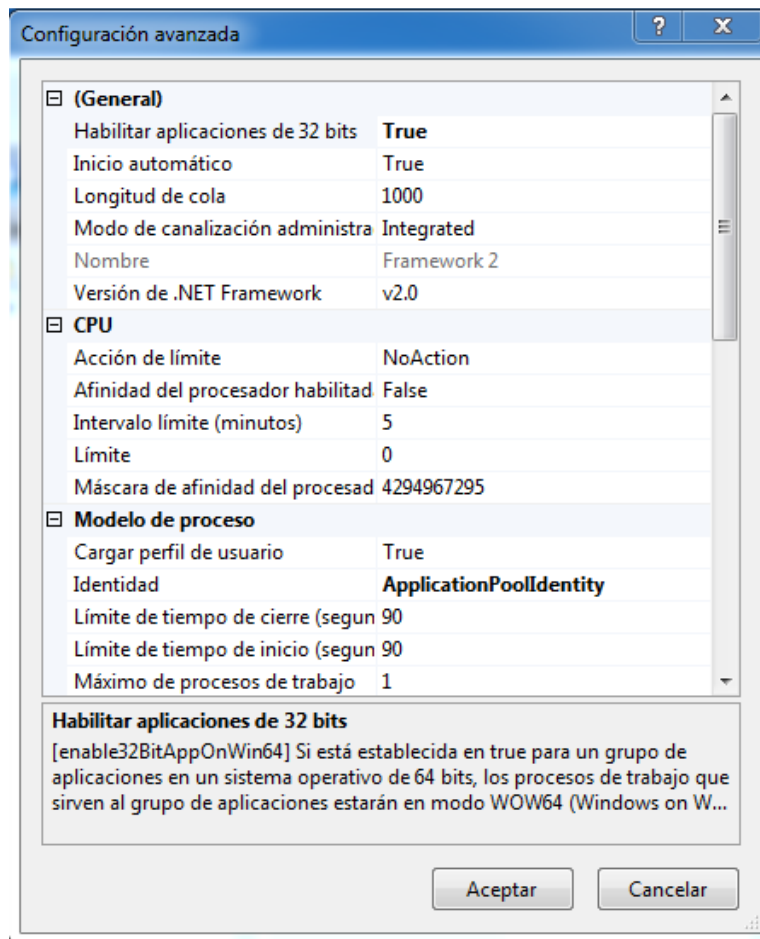 Configuración avanzada
(General)
Habilitar aplicaciones de 32 bits True
Inicio automático True
Longitud de cola 1000
Modo de canalización administra Integrated
Nombre Framework 2
Versión de .NET Framework v2.0
CPU
Acción de límite NoAction
Afinidad del procesador habilitad False
Intervalo límite (minutos) 5
Límite 0
Máscara de afinidad del procesad 4294967295
Modelo de proceso
Cargar perfil de usuario True
Identidad ApplicationPoolIdentity
Límite de tiempo de cierre (segun 90
Límite de tiempo de inicio (segun 90
Máximo de procesos de trabajo 1
Habilitar aplicaciones de 32 bits
[enable32BitAppOnWin64] Si está establecida en true para un grupo de
aplicaciones en un sistema operativo de 64 bits, los procesos de trabajo que
sirven al grupo de aplicaciones estarán en modo WOW64 (Windows on W...
Aceptar Cancelar